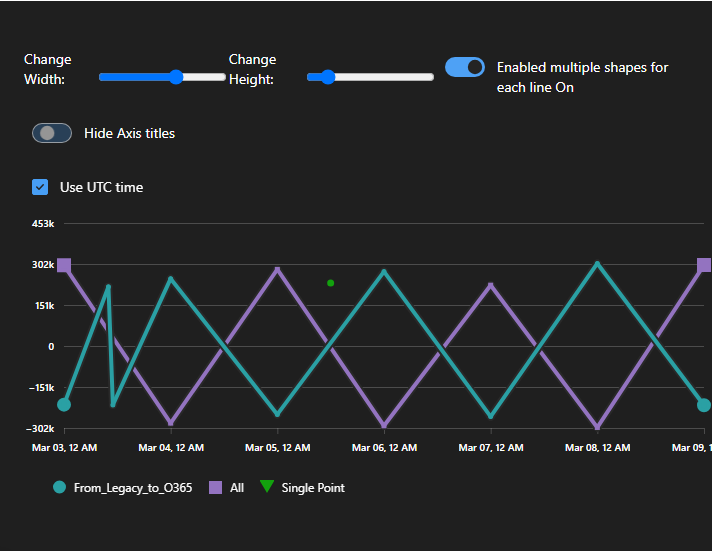 Change
Width:
Change
Height:
Enabled multiple shapes for
each line On
Hide Axis titles
Use UTC time
453k
302k
151k
0
−151k
−302k
Mar 03, 12 AM
Mar 04, 12 AM
Mar 05, 12 AM
Mar 06, 12 AM
Mar 07, 12 AM
Mar 08, 12 AM
Mar 09, 1
From_Legacy_to_O365
All
Single Point